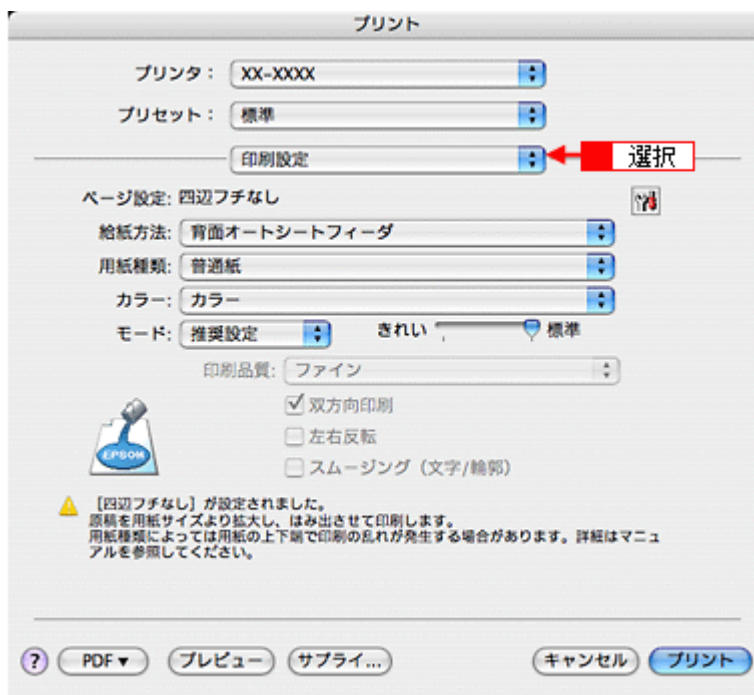 プリント
プリンタ： XX-XXXX
プリセット： 標準
印刷設定 選択
ページ設定: 四辺フチなし
給紙方法: 背面オートシートフィーダ
用紙種類: 普通紙
カラー: カラー
モード: 推奨設定 きれい 標準
印刷品質: ファイン
双方向印刷
左右反転
EPSON
スムージング（文字/輪郭）
［四辺フチなし］が設定されました。
原稿を用紙サイズより拡大し、はみ出させて印刷します。
用紙種類によっては用紙の上下端で印刷の乱れが発生する場合があります。詳細はマニュ
アルを参照してください。
? PDF▼ プレビュー サプライ... キャンセル プリント